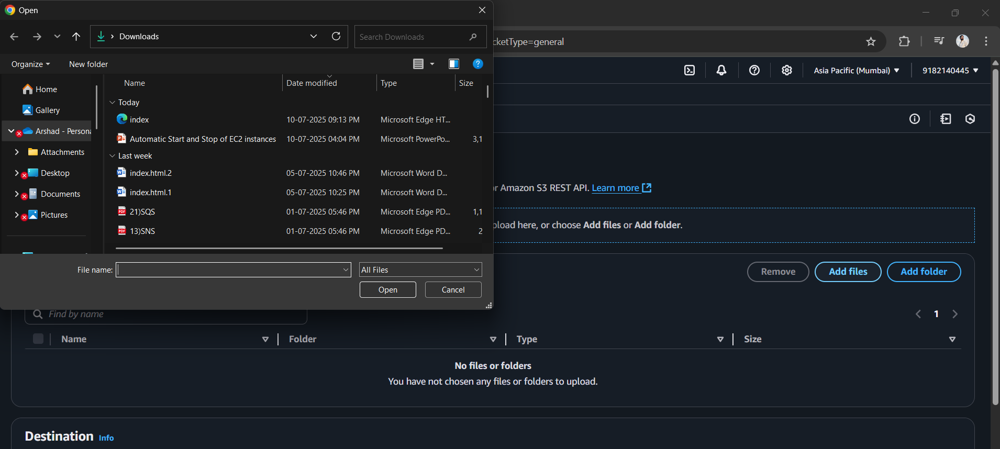 Open
Downloads
Search Downloads
cketType=general
Organize
New folder
Asia Pacific (Mumbai)
9182140445
Home
Gallery
Arshad - Persona
Attachments
Desktop
Documents
Pictures
Name Date modified Type Size
Today
index 10-07-2025 09:13 PM Microsoft Edge HT...
Automatic Start and Stop of EC2 instances 10-07-2025 04:04 PM Microsoft PowerPo... 3,1
Last week
index.html.2 05-07-2025 10:46 PM Microsoft Word D...
index.html.1 05-07-2025 10:25 PM Microsoft Word D...
21)SQS 01-07-2025 05:46 PM Microsoft Edge PD... 1,1
13)SNS 01-07-2025 05:46 PM Microsoft Edge PD... 2
File name:
All Files
Open Cancel
r Amazon S3 REST API. Learn more
pload here, or choose Add files or Add folder.
Remove Add files Add folder
Find by name
1
Name Folder Type Size
No files or folders
You have not chosen any files or folders to upload.
Destination Info